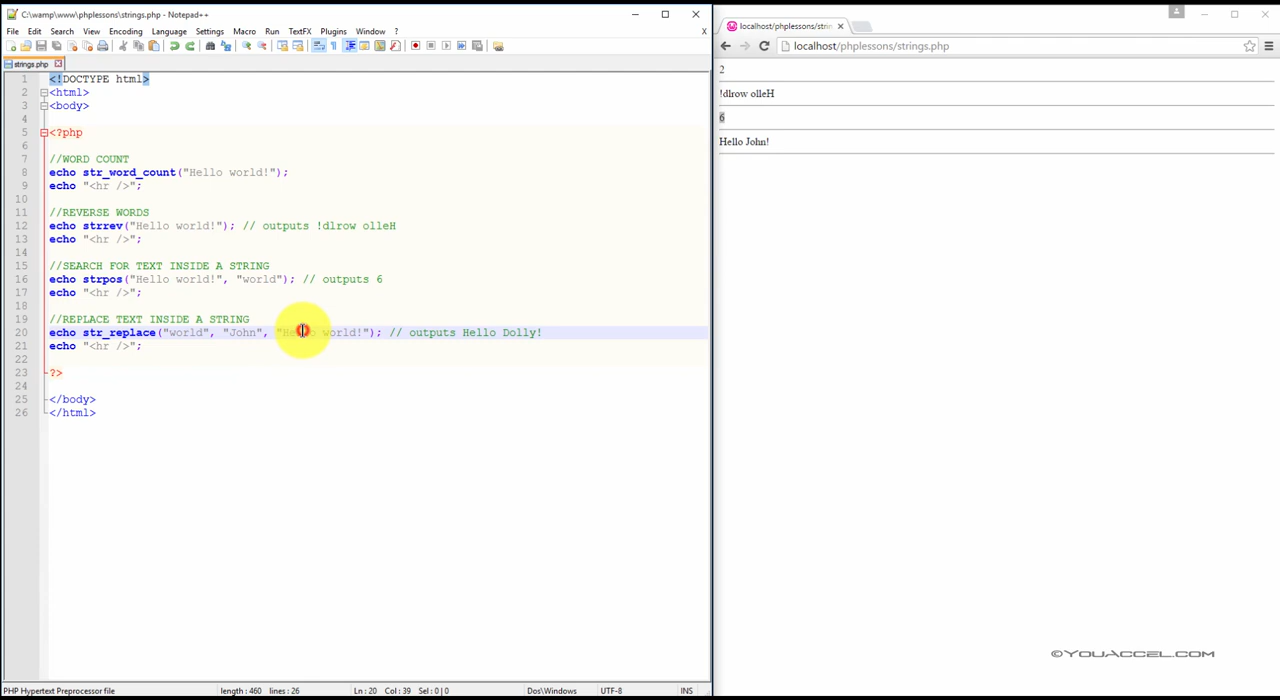 C:\wamp\www\phplessons\strings.php - Notepad++
File Edit Search View Encoding Language Settings Macro Run TextFX Plugins Window ? X
strings.php
1 <!DOCTYPE html>
2 <html>
3 <body>
4
5 <?php
6
7 //WORD COUNT
8 echo str_word_count("Hello world!");
9 echo "<hr />";
10
11 //REVERSE WORDS
12 echo strrev("Hello world!"); // outputs !dlrow olleH
13 echo "<hr />";
14
15 //SEARCH FOR TEXT INSIDE A STRING
16 echo strpos("Hello world!", "world"); // outputs 6
17 echo "<hr />";
18
19 //REPLACE TEXT INSIDE A STRING
20 echo str_replace("world", "John", "Hello world!"); // outputs Hello Dolly!
21 echo "<hr />";
22
23 ?>
24
25 </body>
26 </html>
PHP Hypertext Preprocessor file length : 460 lines : 26 Ln : 20 Col : 39 Sel : 0 | 0 Dos\Windows UTF-8 INS
localhost/phplessons/strin
localhost/phplessons/strings.php
2
!dlrow olleH
6
Hello John!
©YOUACCEL.COM